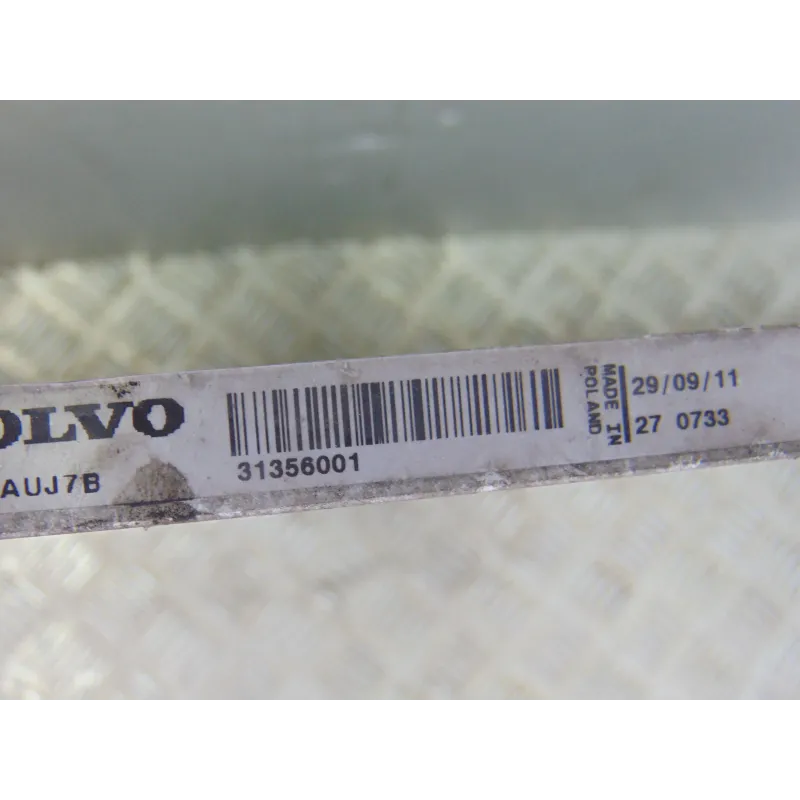 OLVO
AUJ7B
31356001
MADE IN
POLAND
29/09/11
27 0733